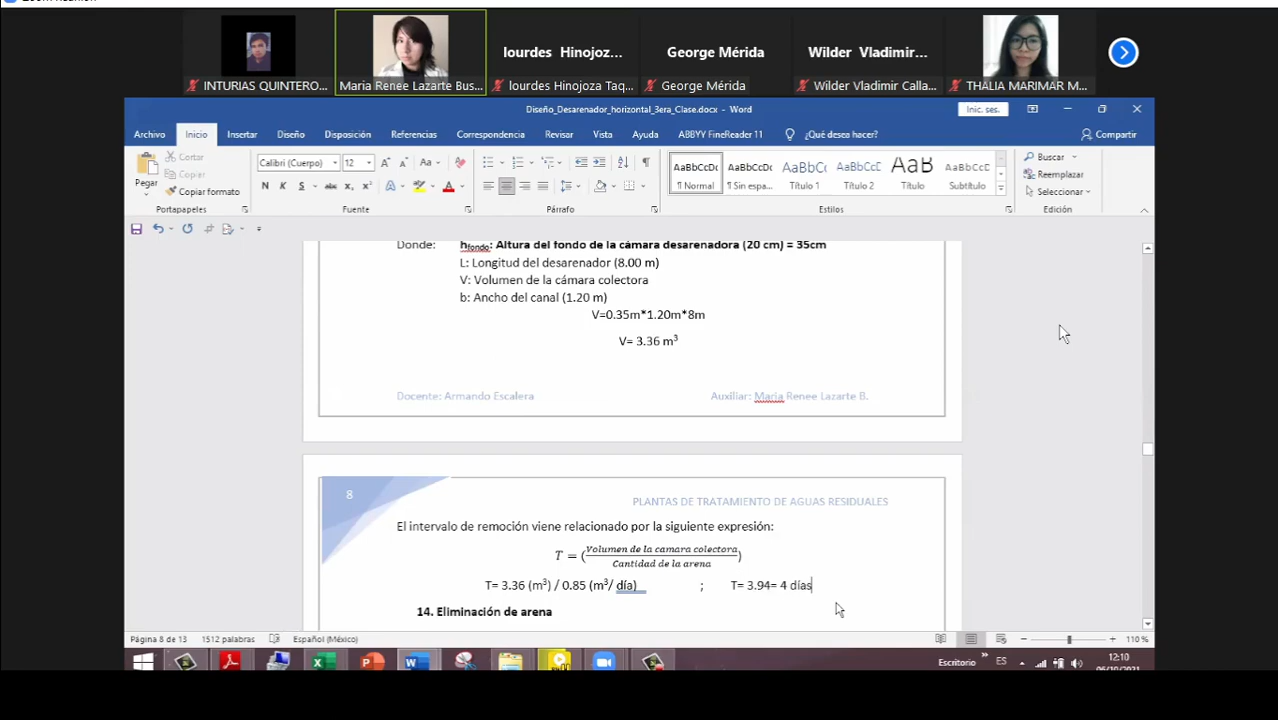 INTURIAS QUINTERO...
Maria Renee Lazarte Bus...
lourdes Hinojoza...
lourdes Hinojoza Taq...
George Mérida
George Mérida
Wilder Vladimir...
Wilder Vladimir Calla...
THALIA MARIMAR M...
Diseño_Desarenador_horizontal_3era_Clase.docx - Word
Inic. ses.
Archivo Inicio Insertar Diseño Disposición Referencias Correspondencia Revisar Vista Ayuda ABBYY FineReader 11 ¿Qué desea hacer? Compartir
Pegar
Cortar
Copiar
Copiar formato
Portapapeles
Calibri (Cuerpo) 12
N K S abc x₂ x²
Fuente
Párrafo
AaBbCcDc AaBbCcDc AaBbCc AaBbCcD AaB AaBbCcD
¶ Normal ¶ Sin espa... Título 1 Título 2 Título Subtítulo
Estilos
Buscar
Reemplazar
Seleccionar
Edición
Donde: hfondo: Altura del fondo de la cámara desarenadora (20 cm) = 35cm
L: Longitud del desarenador (8.00 m)
V: Volumen de la cámara colectora
b: Ancho del canal (1.20 m)
V=0.35m*1.20m*8m
V= 3.36 m³
Docente: Armando Escalera Auxiliar: Maria Renee Lazarte B.
8 PLANTAS DE TRATAMIENTO DE AGUAS RESIDUALES
El intervalo de remoción viene relacionado por la siguiente expresión:
T = (Volumen de la camara colectora / Cantidad de la arena)
T= 3.36 (m³) / 0.85 (m³/ día) ; T= 3.94= 4 días
14. Eliminación de arena
Página 8 de 13 1512 palabras Español (México) 110 %
Escritorio ES 12:10